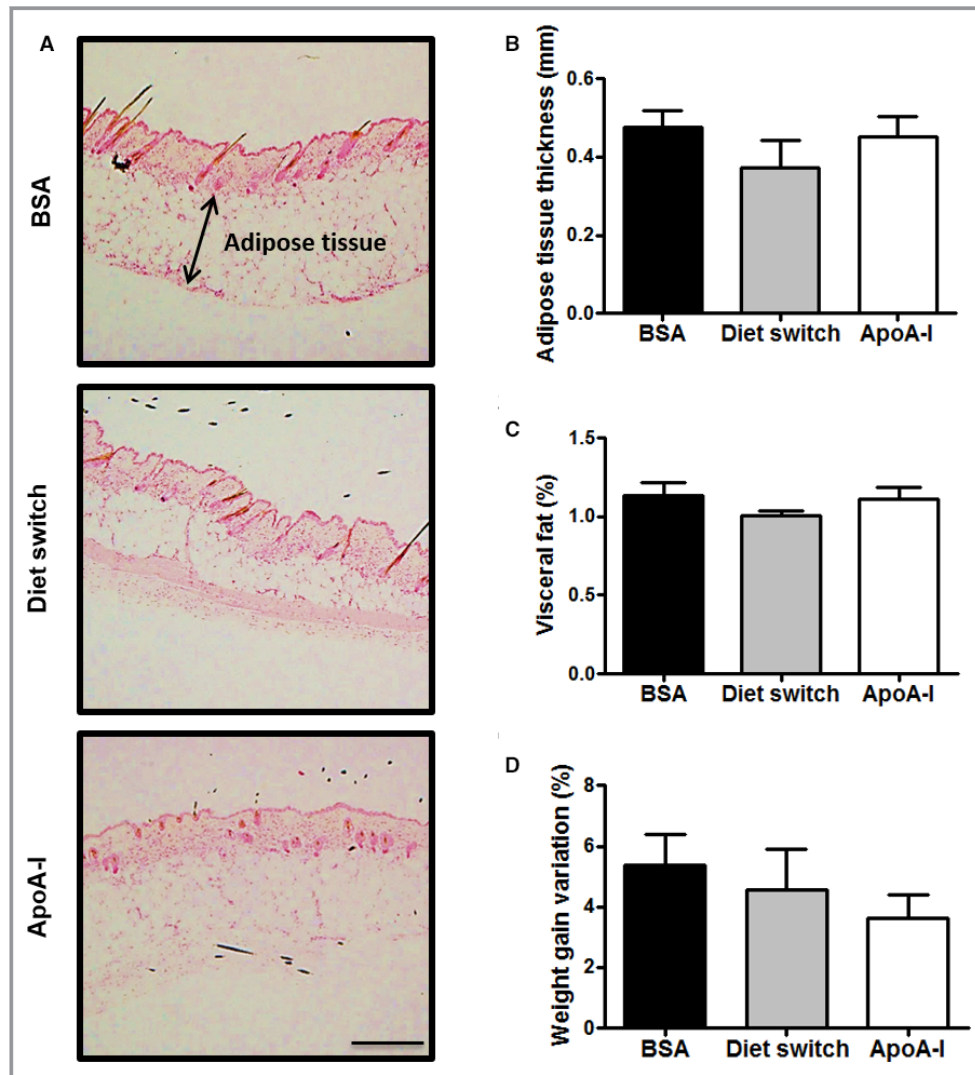 A
BSA
Adipose tissue
Diet switch
ApoA-I
B
Adipose tissue thickness (mm)
0.6
0.4
0.2
0.0
BSA Diet switch ApoA-I
C
Visceral fat (%)
1.5
1.0
0.5
0.0
BSA Diet switch ApoA-I
D
Weight gain variation (%)
8
6
4
2
0
BSA Diet switch ApoA-I